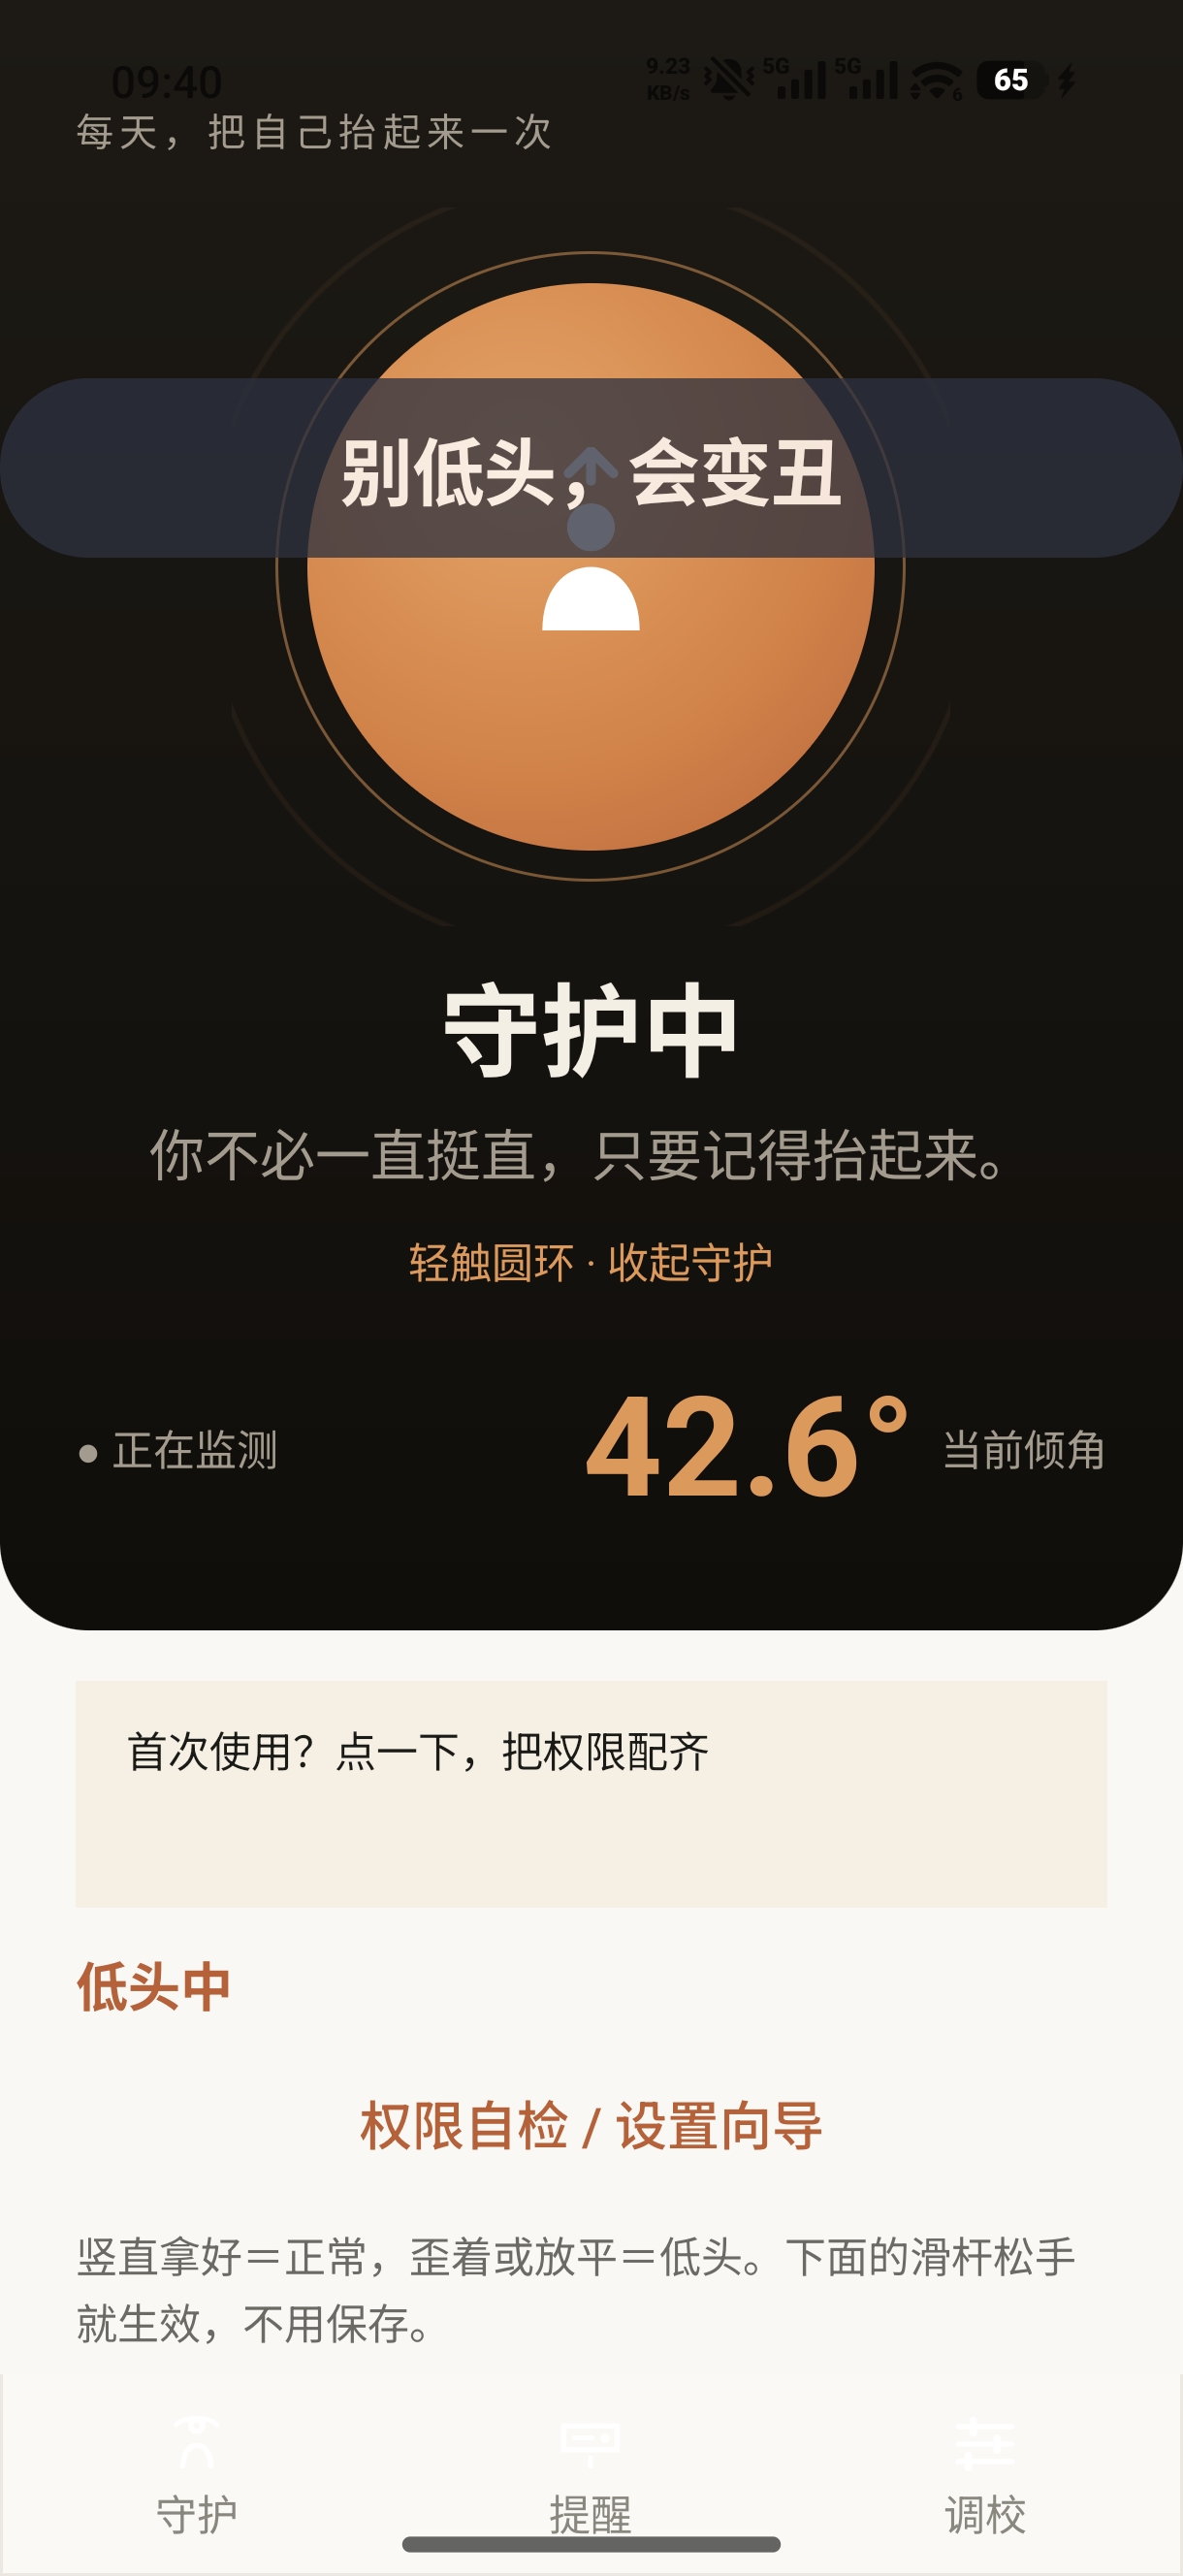 09:40
9.23 KB/s 5G 5G 6 65
每天，把自己抬起来一次
别低头，会变丑
守护中
你不必一直挺直，只要记得抬起来。
轻触圆环 · 收起守护
● 正在监测 42.6° 当前倾角
首次使用？点一下，把权限配齐
低头中
权限自检 / 设置向导
竖直拿好＝正常，歪着或放平＝低头。下面的滑杆松手
就生效，不用保存。
守护 提醒 调校